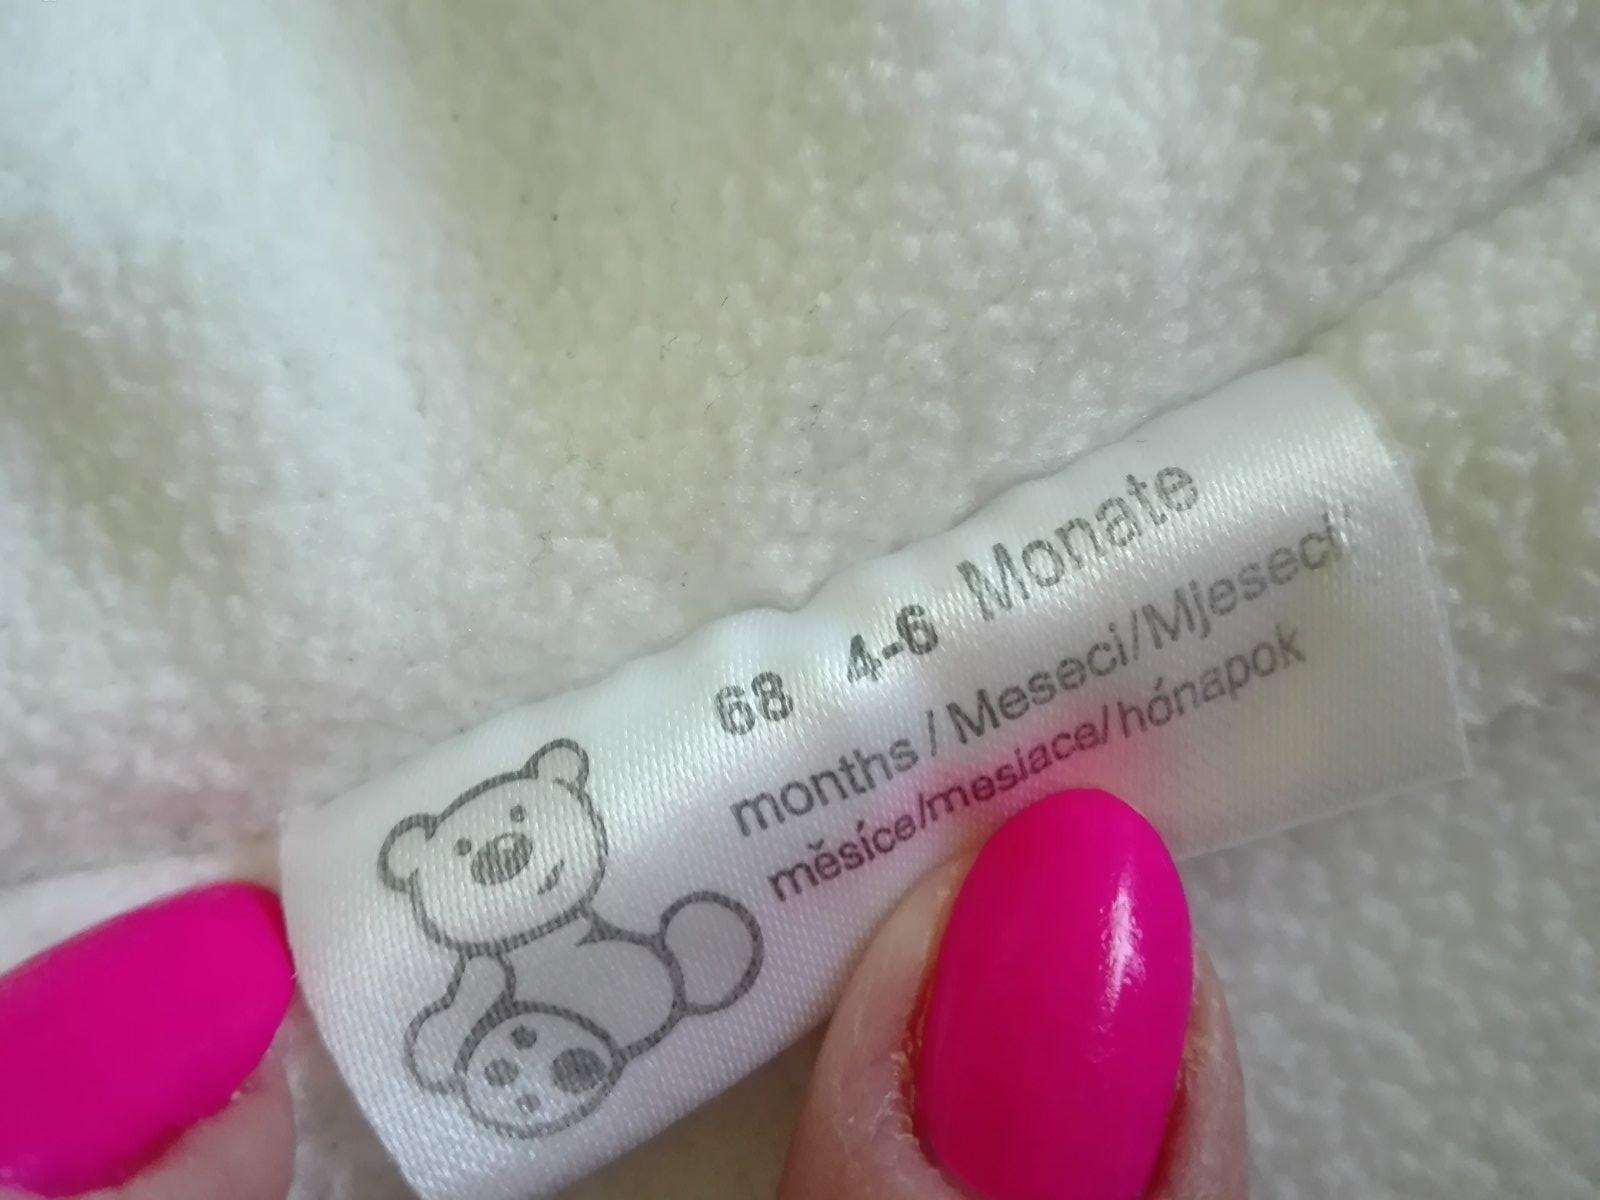 68 4-6 Monate
months / Meseci/Mjeseci
měsíce/mesiace/hónapok